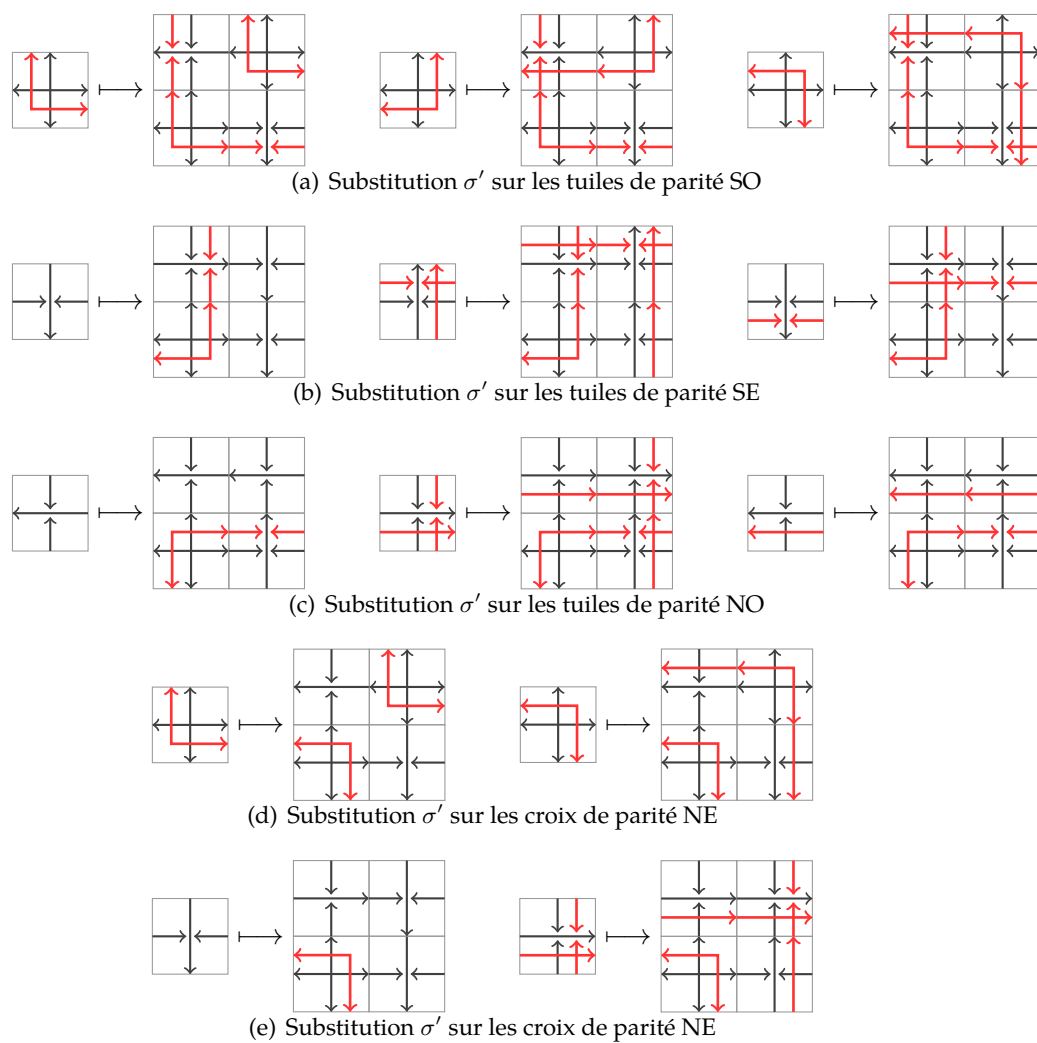 (a) Substitution σ′ sur les tuiles de parité SO
(b) Substitution σ′ sur les tuiles de parité SE
(c) Substitution σ′ sur les tuiles de parité NO
(d) Substitution σ′ sur les croix de parité NE
(e) Substitution σ′ sur les croix de parité NE